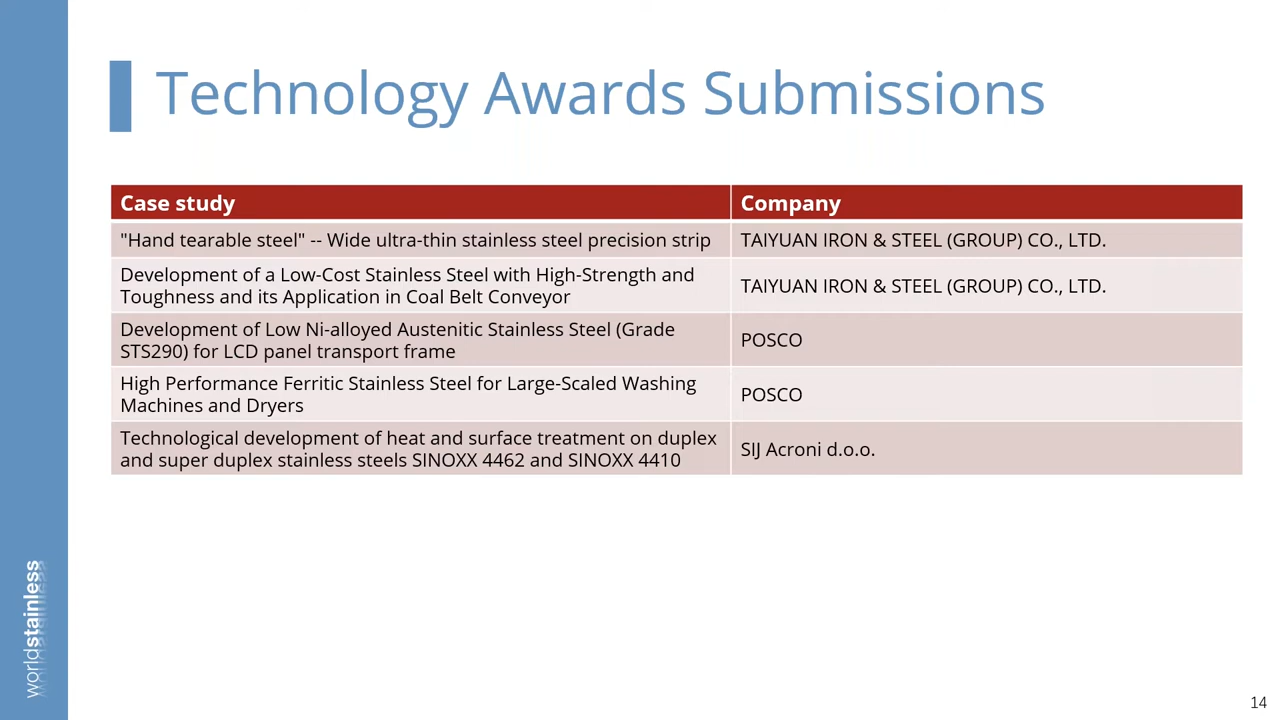 Technology Awards Submissions
Case study
Company
"Hand tearable steel" -- Wide ultra-thin stainless steel precision strip
TAIYUAN IRON & STEEL (GROUP) CO., LTD.
Development of a Low-Cost Stainless Steel with High-Strength and
Toughness and its Application in Coal Belt Conveyor
TAIYUAN IRON & STEEL (GROUP) CO., LTD.
Development of Low Ni-alloyed Austenitic Stainless Steel (Grade
STS290) for LCD panel transport frame
POSCO
High Performance Ferritic Stainless Steel for Large-Scaled Washing
Machines and Dryers
POSCO
Technological development of heat and surface treatment on duplex
and super duplex stainless steels SINOXX 4462 and SINOXX 4410
SIJ Acroni d.o.o.
worldstainless
14